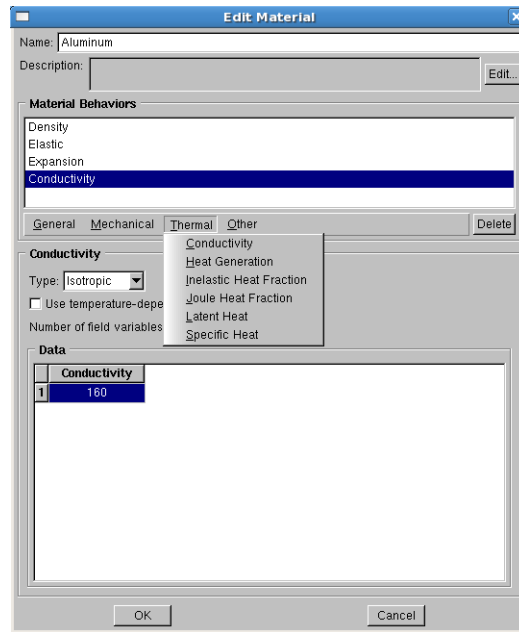 Edit Material
Name: Aluminum
Description:
Edit...
Material Behaviors
Density
Elastic
Expansion
Conductivity
General Mechanical Thermal Other Delete
Conductivity
Heat Generation
Inelastic Heat Fraction
Joule Heat Fraction
Latent Heat
Specific Heat
Conductivity
Type: Isotropic
Use temperature-depe
Number of field variables
Data
Conductivity
1 160
OK Cancel